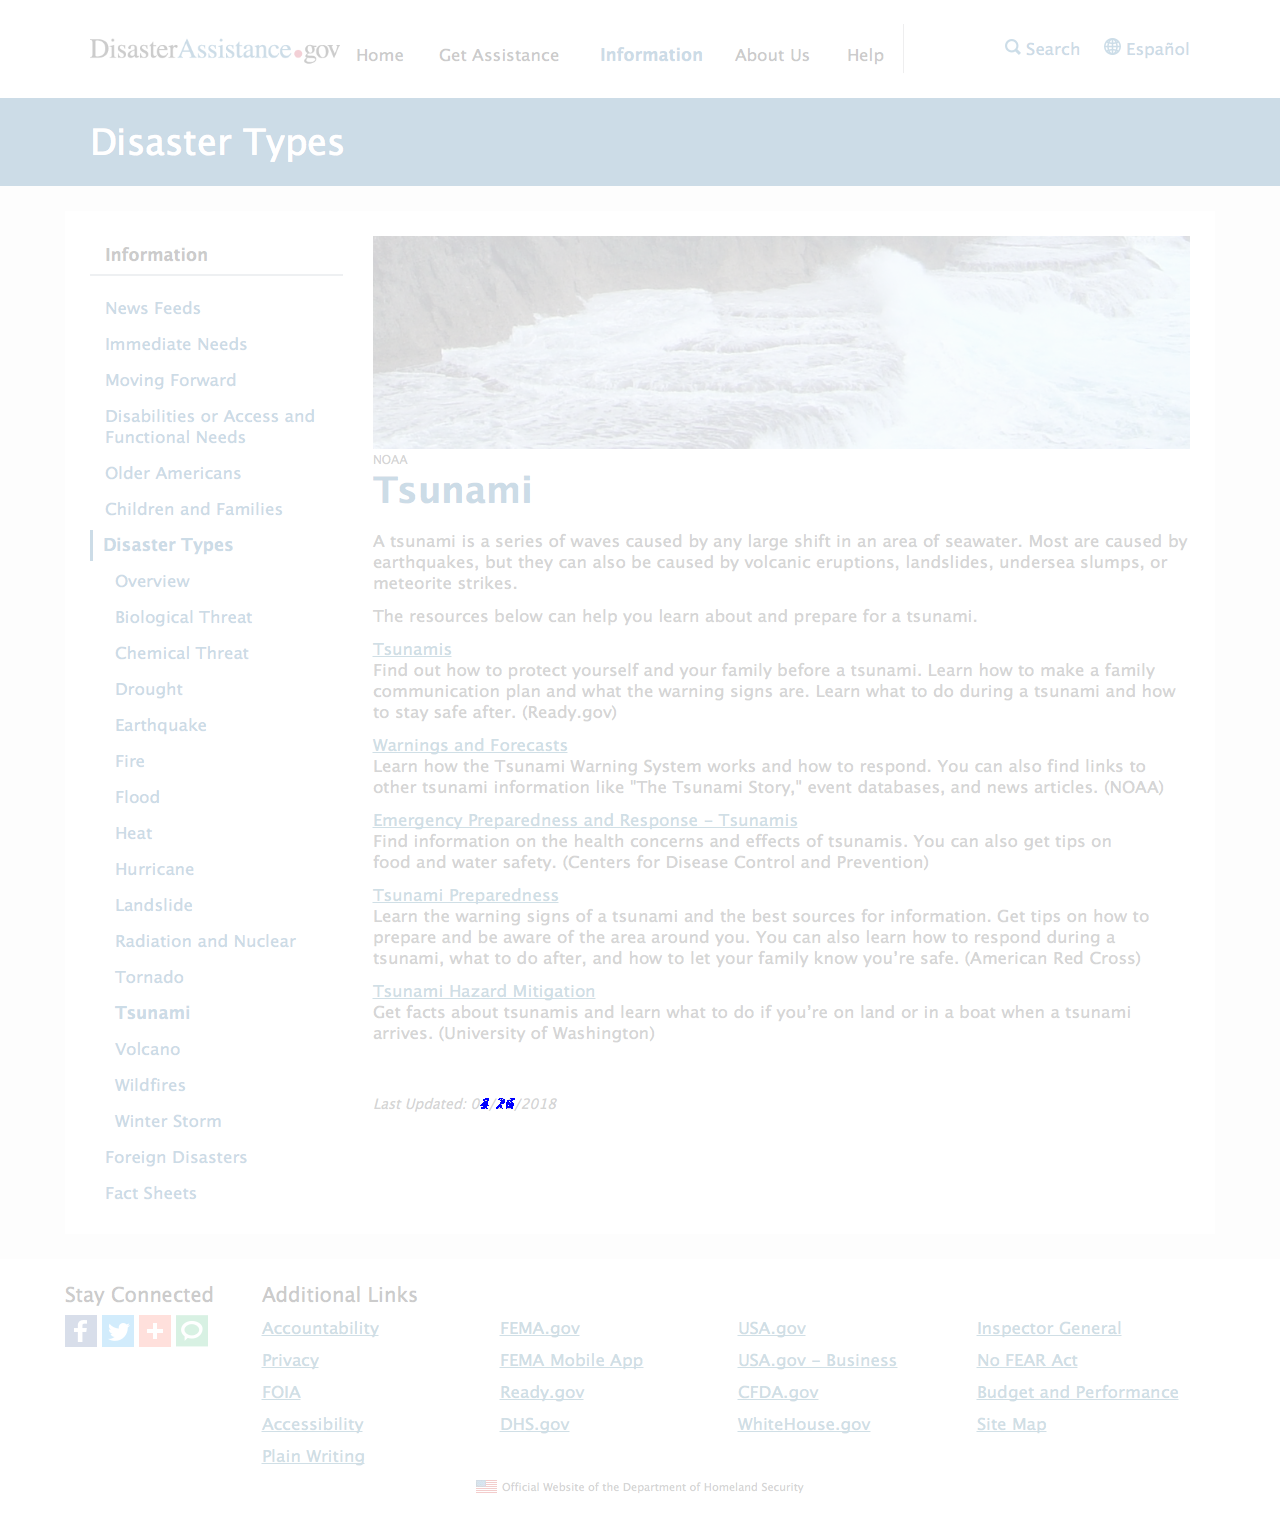 DisasterAssistance.gov Home Get Assistance Information About Us Help Search Español
Disaster Types
Information
News Feeds
Immediate Needs
Moving Forward
Disabilities or Access and
Functional Needs
Older Americans
Children and Families
Disaster Types
Overview
Biological Threat
Chemical Threat
Drought
Earthquake
Fire
Flood
Heat
Hurricane
Landslide
Radiation and Nuclear
Tornado
Tsunami
Volcano
Wildfires
Winter Storm
Foreign Disasters
Fact Sheets
NOAA
Tsunami
A tsunami is a series of waves caused by any large shift in an area of seawater. Most are caused by
earthquakes, but they can also be caused by volcanic eruptions, landslides, undersea slumps, or
meteorite strikes.
The resources below can help you learn about and prepare for a tsunami.
Tsunamis
Find out how to protect yourself and your family before a tsunami. Learn how to make a family
communication plan and what the warning signs are. Learn what to do during a tsunami and how
to stay safe after. (Ready.gov)
Warnings and Forecasts
Learn how the Tsunami Warning System works and how to respond. You can also find links to
other tsunami information like "The Tsunami Story," event databases, and news articles. (NOAA)
Emergency Preparedness and Response - Tsunamis
Find information on the health concerns and effects of tsunamis. You can also get tips on
food and water safety. (Centers for Disease Control and Prevention)
Tsunami Preparedness
Learn the warning signs of a tsunami and the best sources for information. Get tips on how to
prepare and be aware of the area around you. You can also learn how to respond during a
tsunami, what to do after, and how to let your family know you're safe. (American Red Cross)
Tsunami Hazard Mitigation
Get facts about tsunamis and learn what to do if you're on land or in a boat when a tsunami
arrives. (University of Washington)
Last Updated:
Stay Connected
Additional Links
Accountability FEMA.gov USA.gov Inspector General
Privacy FEMA Mobile App USA.gov - Business No FEAR Act
FOIA Ready.gov CFDA.gov Budget and Performance
Accessibility DHS.gov WhiteHouse.gov Site Map
Plain Writing
Official Website of the Department of Homeland Security